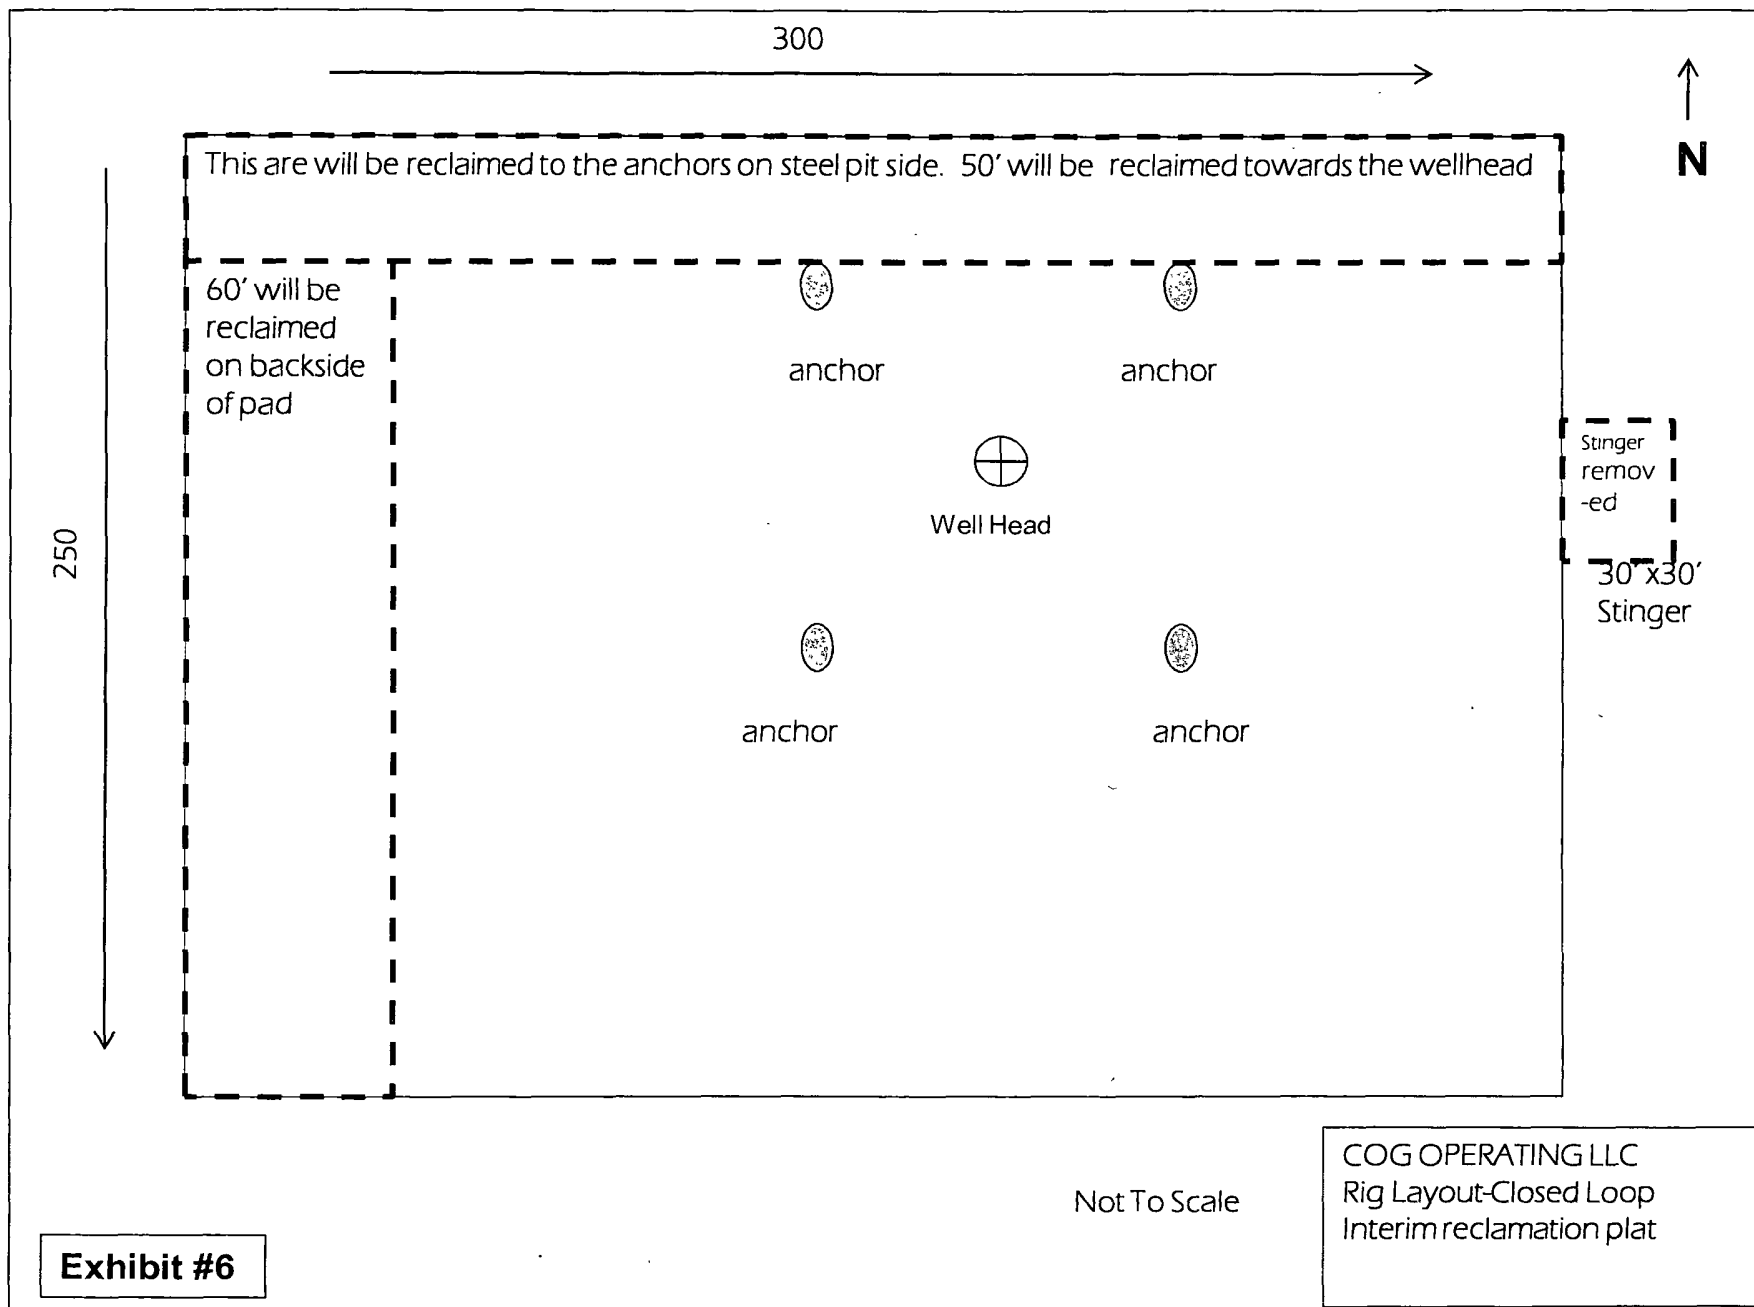 300
N
This are will be reclaimed to the anchors on steel pit side. 50' will be reclaimed towards the wellhead
60' will be
reclaimed
on backside
of pad
anchor
anchor
Stinger
remov
-ed
Well Head
250
30'x30'
Stinger
anchor
anchor
Not To Scale
COG OPERATING LLC
Rig Layout-Closed Loop
Interim reclamation plat
Exhibit #6